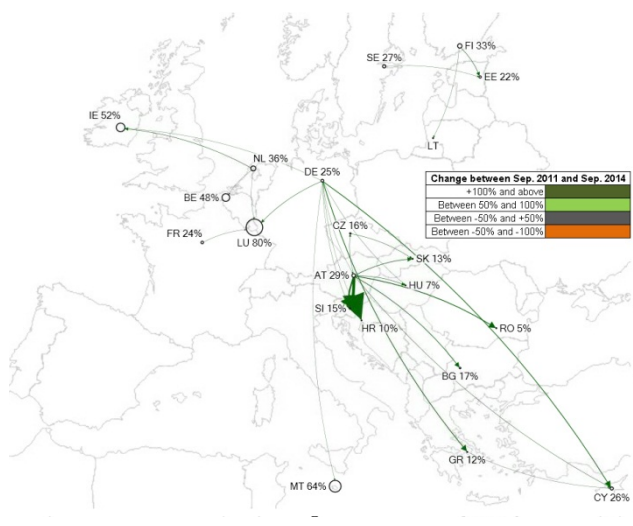 FI 33%
SE 27%
EE 22%
IE 52%
LT
NL 36%
DE 25%
Change between Sep. 2011 and Sep. 2014
+100% and above
Between 50% and 100%
Between -50% and +50%
Between -50% and -100%
BE 48%
FR 24%
LU 80%
CZ 16%
SK 13%
AT 29%
HU 7%
SI 15%
HR 10%
RO 5%
BG 17%
GR 12%
MT 64%
CY 26%